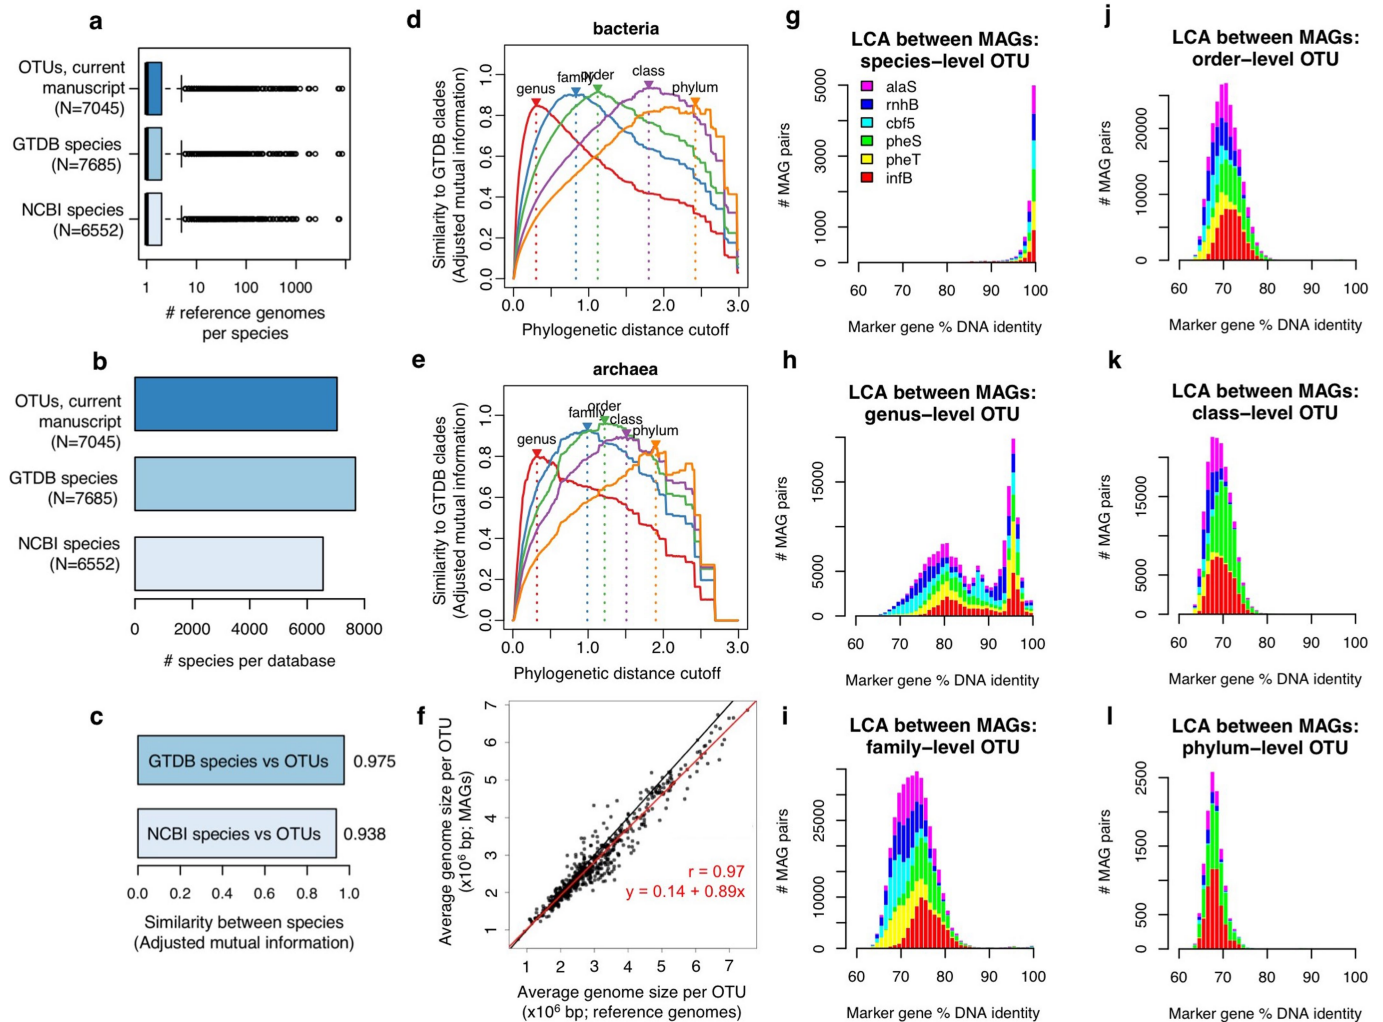 a
OTUs, current
manuscript
(N=7045)
GTDB species
(N=7685)
NCBI species
(N=6552)
1 10 100 1000
# reference genomes
per species
b
OTUs, current
manuscript
(N=7045)
GTDB species
(N=7685)
NCBI species
(N=6552)
0 2000 4000 6000 8000
# species per database
c
GTDB species vs OTUs 0.975
NCBI species vs OTUs 0.938
0.0 0.2 0.4 0.6 0.8 1.0
Similarity between species
(Adjusted mutual information)
d
bacteria
Similarity to GTDB clades
(Adjusted mutual information)
1.0
0.8
0.6
0.4
0.2
0.0
genus family order class phylum
0.0 1.0 2.0 3.0
Phylogenetic distance cutoff
e
archaea
Similarity to GTDB clades
(Adjusted mutual information)
1.0
0.8
0.6
0.4
0.2
0.0
genus family order class phylum
0.0 1.0 2.0 3.0
Phylogenetic distance cutoff
f
Average genome size per OTU
(x10⁶ bp; MAGs)
7
6
5
4
3
2
1
r = 0.97
y = 0.14 + 0.89x
1 2 3 4 5 6 7
Average genome size per OTU
(x10⁶ bp; reference genomes)
g
LCA between MAGs:
species−level OTU
# MAG pairs
5000
3000
1000
0
alaS
rnhB
cbf5
pheS
pheT
infB
60 70 80 90 100
Marker gene % DNA identity
h
LCA between MAGs:
genus−level OTU
# MAG pairs
15000
5000
0
60 70 80 90 100
Marker gene % DNA identity
i
LCA between MAGs:
family−level OTU
# MAG pairs
25000
10000
0
60 70 80 90 100
Marker gene % DNA identity
j
LCA between MAGs:
order−level OTU
# MAG pairs
20000
10000
0
60 70 80 90 100
Marker gene % DNA identity
k
LCA between MAGs:
class−level OTU
# MAG pairs
15000
5000
0
60 70 80 90 100
Marker gene % DNA identity
l
LCA between MAGs:
phylum−level OTU
# MAG pairs
2500
1500
500
0
60 70 80 90 100
Marker gene % DNA identity